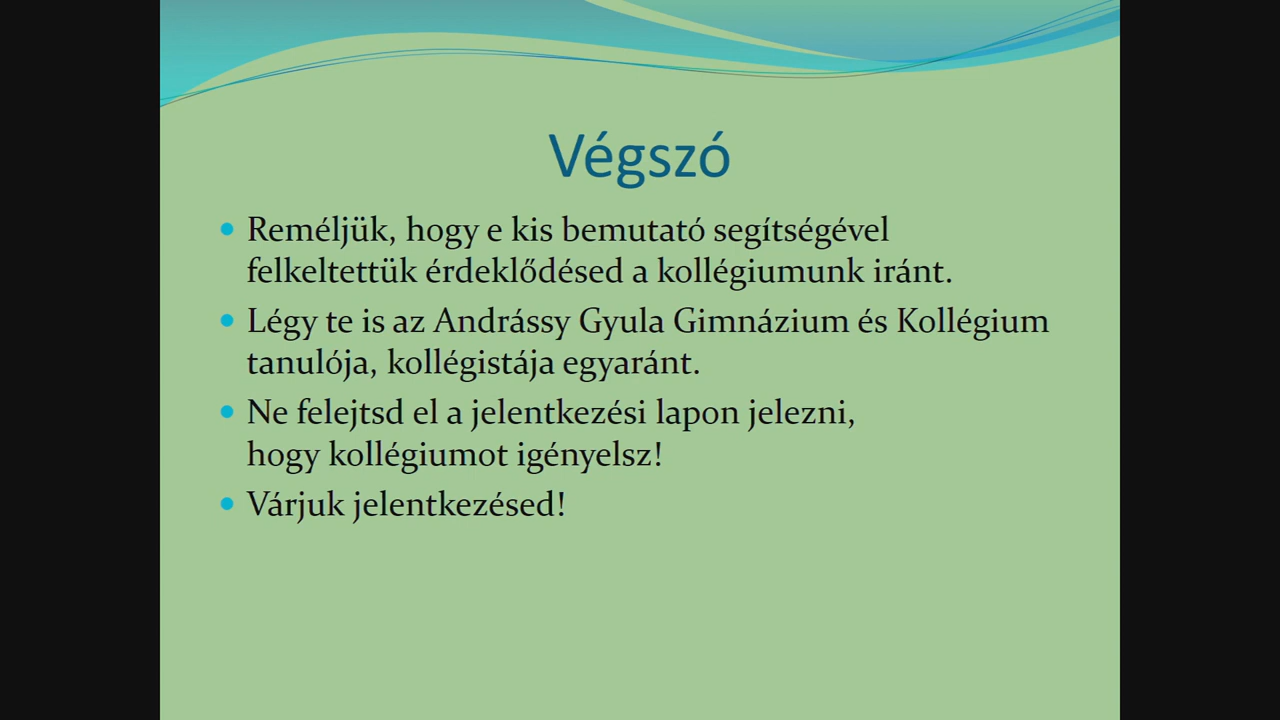 Végszó
Reméljük, hogy e kis bemutató segítségével
felkeltettük érdeklődésed a kollégiumunk iránt.
Légy te is az Andrássy Gyula Gimnázium és Kollégium
tanulója, kollégistája egyaránt.
Ne felejtsd el a jelentkezési lapon jelezni,
hogy kollégiumot igényelsz!
Várjuk jelentkezésed!